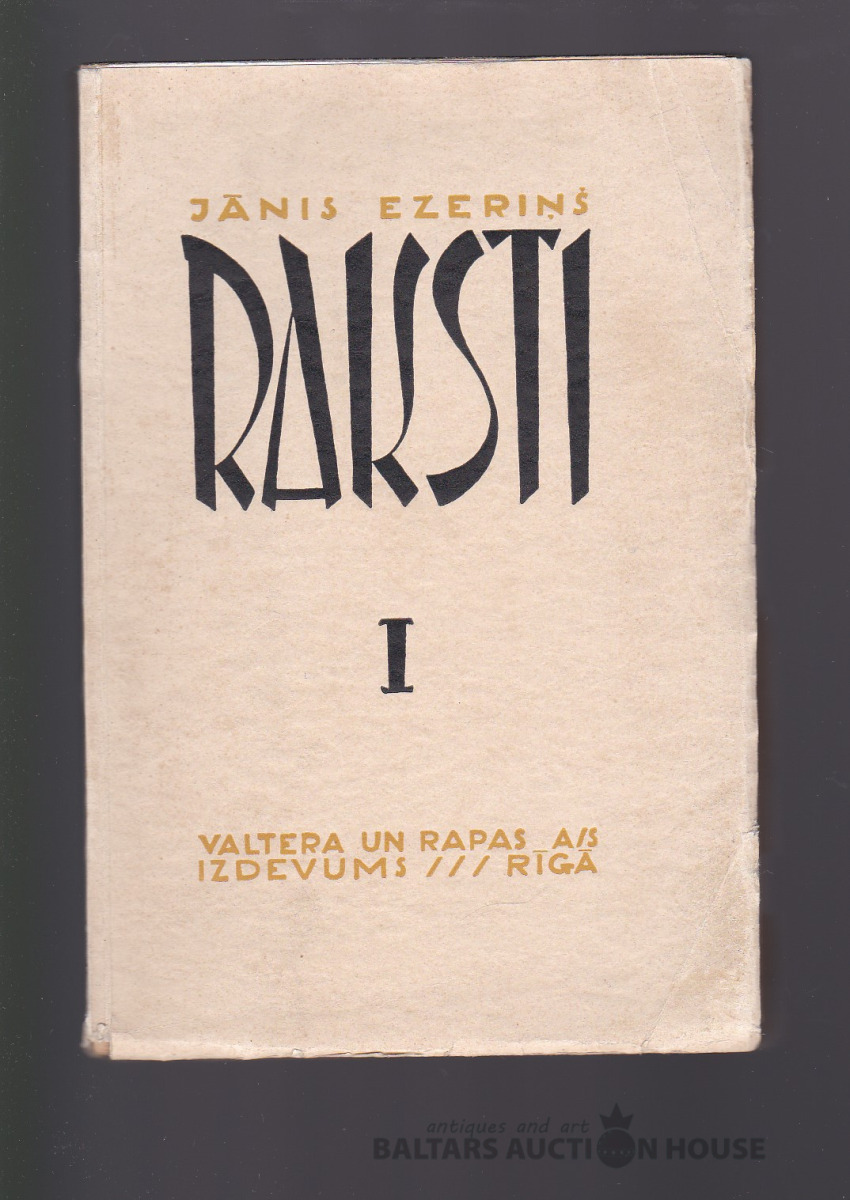 JĀNIS EZERIŅŠ
RAKSTI
I
VALTERA UN RAPAS A/S
IZDEVUMS /// RĪGĀ
antiques and art
BALTARS AUCTION HOUSE